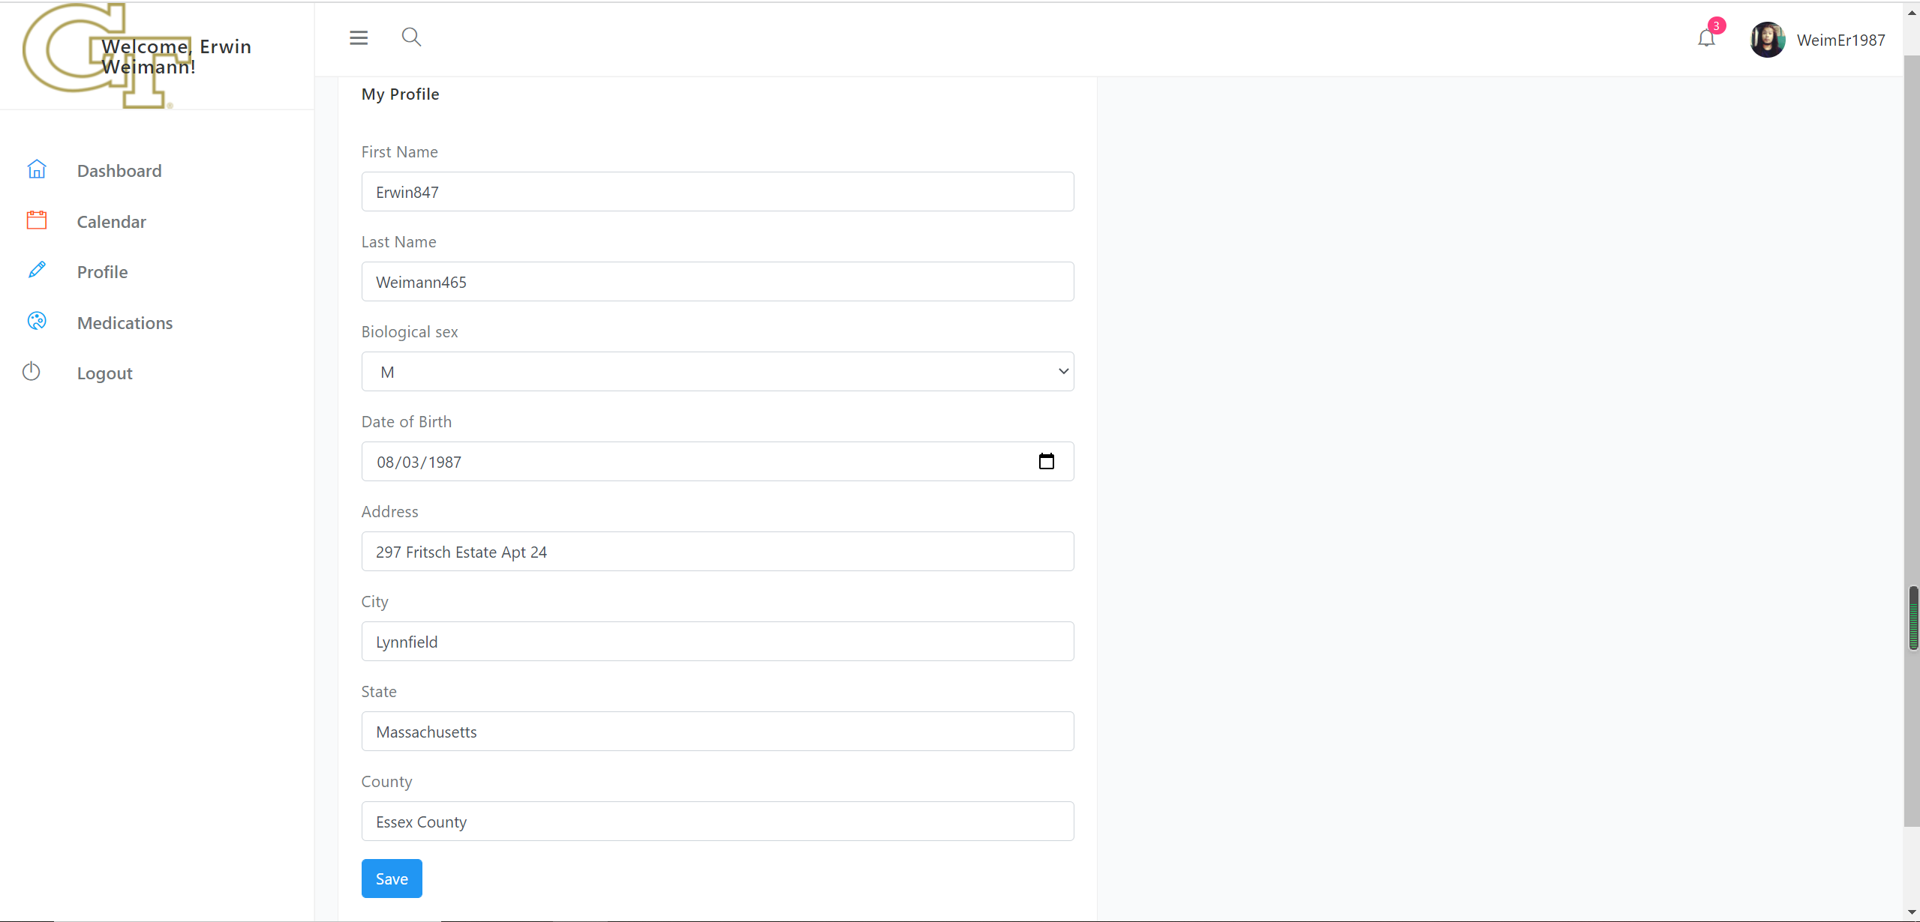 GT
Welcome, Erwin
Weimann!
3
WeimEr1987
Dashboard
Calendar
Profile
Medications
Logout
My Profile
First Name
Erwin847
Last Name
Weimann465
Biological sex
M
Date of Birth
08/03/1987
Address
297 Fritsch Estate Apt 24
City
Lynnfield
State
Massachusetts
County
Essex County
Save